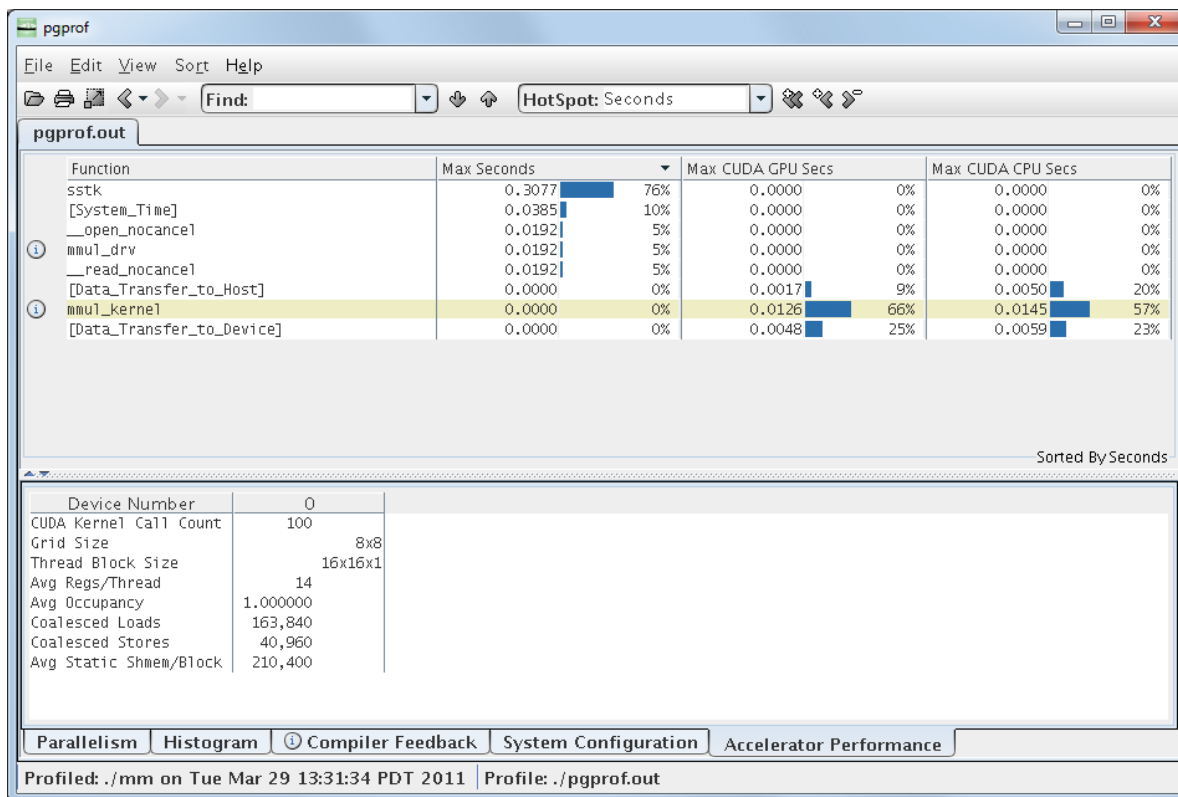 pgprof
File Edit View Sort Help
Find: HotSpot: Seconds
pgprof.out
Function Max Seconds Max CUDA GPU Secs Max CUDA CPU Secs
sstk 0.3077 76% 0.0000 0% 0.0000 0%
[System_Time] 0.0385 10% 0.0000 0% 0.0000 0%
__open_nocancel 0.0192 5% 0.0000 0% 0.0000 0%
mmul_drv 0.0192 5% 0.0000 0% 0.0000 0%
__read_nocancel 0.0192 5% 0.0000 0% 0.0000 0%
[Data_Transfer_to_Host] 0.0000 0% 0.0017 9% 0.0050 20%
mmul_kernel 0.0000 0% 0.0126 66% 0.0145 57%
[Data_Transfer_to_Device] 0.0000 0% 0.0048 25% 0.0059 23%
Sorted By Seconds
Device Number 0
CUDA Kernel Call Count 100
Grid Size 8x8
Thread Block Size 16x16x1
Avg Regs/Thread 14
Avg Occupancy 1.000000
Coalesced Loads 163,840
Coalesced Stores 40,960
Avg Static Shmem/Block 210,400
Parallelism Histogram Compiler Feedback System Configuration Accelerator Performance
Profiled: ./mm on Tue Mar 29 13:31:34 PDT 2011 Profile: ./pgprof.out